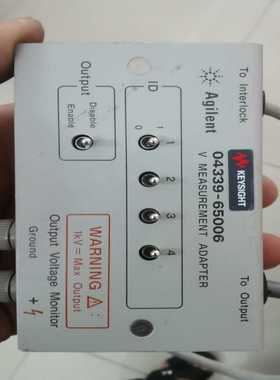 Agilent
KEYSIGHT
04339-65006
V MEASUREMENT ADAPTER
To Interlock
To Output
ID
0 1
1
2
3
4
Output
Disable
Enable
WARNING ⚠:
1kV= Max Output
Output Voltage Monitor
Ground
+